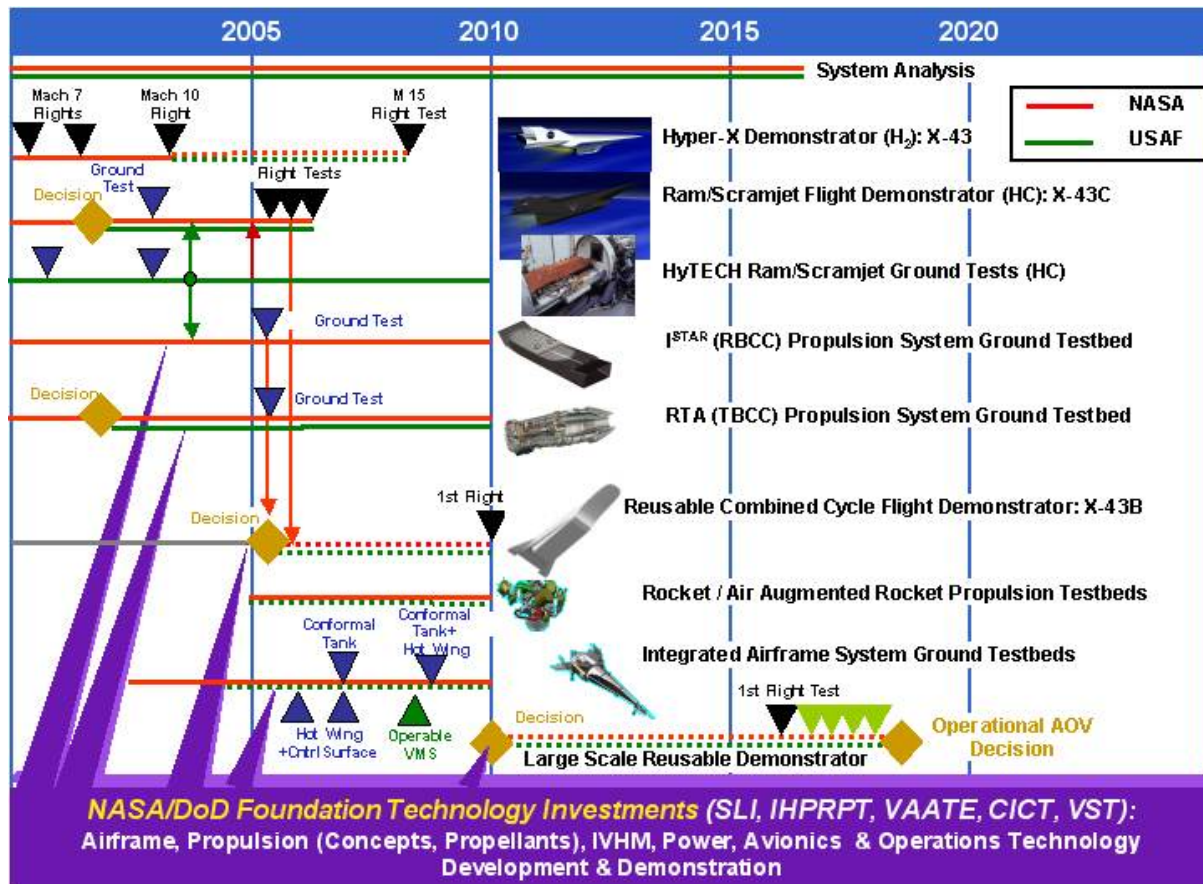 2005 2010 2015 2020
System Analysis
NASA
USAF
Mach 7
Flights
Mach 10
Flight
M 15
Flight Test
Hyper-X Demonstrator (H2): X-43
Ground
Test
Decision
Flight Tests
Ram/Scramjet Flight Demonstrator (HC): X-43C
HyTECH Ram/Scramjet Ground Tests (HC)
Ground Test
ISTAR (RBCC) Propulsion System Ground Testbed
Decision
Ground Test
RTA (TBCC) Propulsion System Ground Testbed
1st Flight
Decision
Reusable Combined Cycle Flight Demonstrator: X-43B
Rocket / Air Augmented Rocket Propulsion Testbeds
Conformal
Tank
Conformal
Tank+
Hot Wing
Integrated Airframe System Ground Testbeds
1st Flight Test
Hot Wing
+Cntrl Surface
Operable
VMS
Decision
Operational AOV
Decision
Large Scale Reusable Demonstrator
NASA/DoD Foundation Technology Investments (SLI, IHPRPT, VAATE, CICT, VST):
Airframe, Propulsion (Concepts, Propellants), IVHM, Power, Avionics & Operations Technology
Development & Demonstration